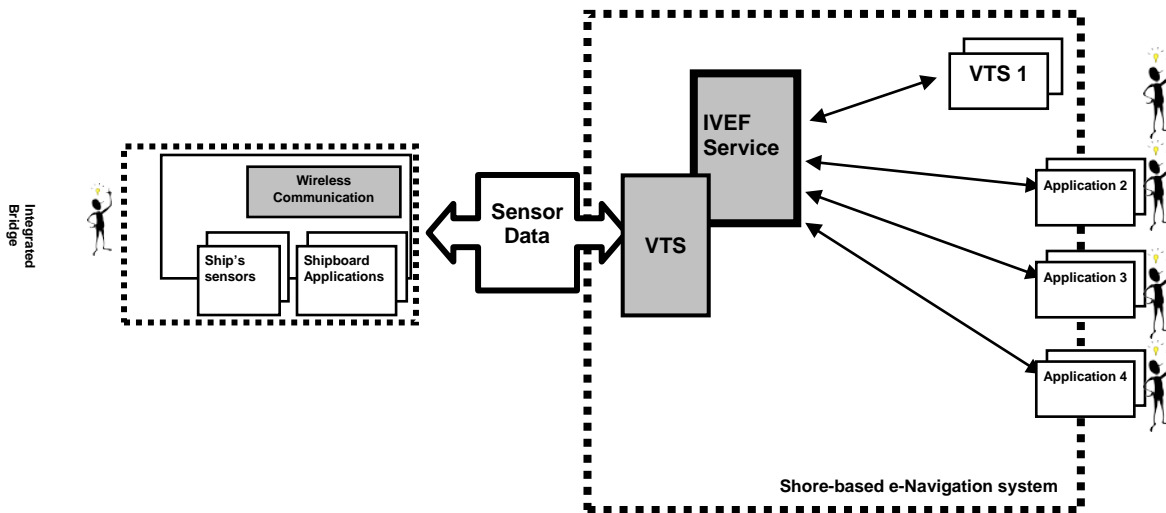 Integrated
Bridge
Wireless
Communication
Ship's
sensors
Shipboard
Applications
Sensor
Data
VTS
IVEF
Service
VTS 1
Application 2
Application 3
Application 4
Shore-based e-Navigation system